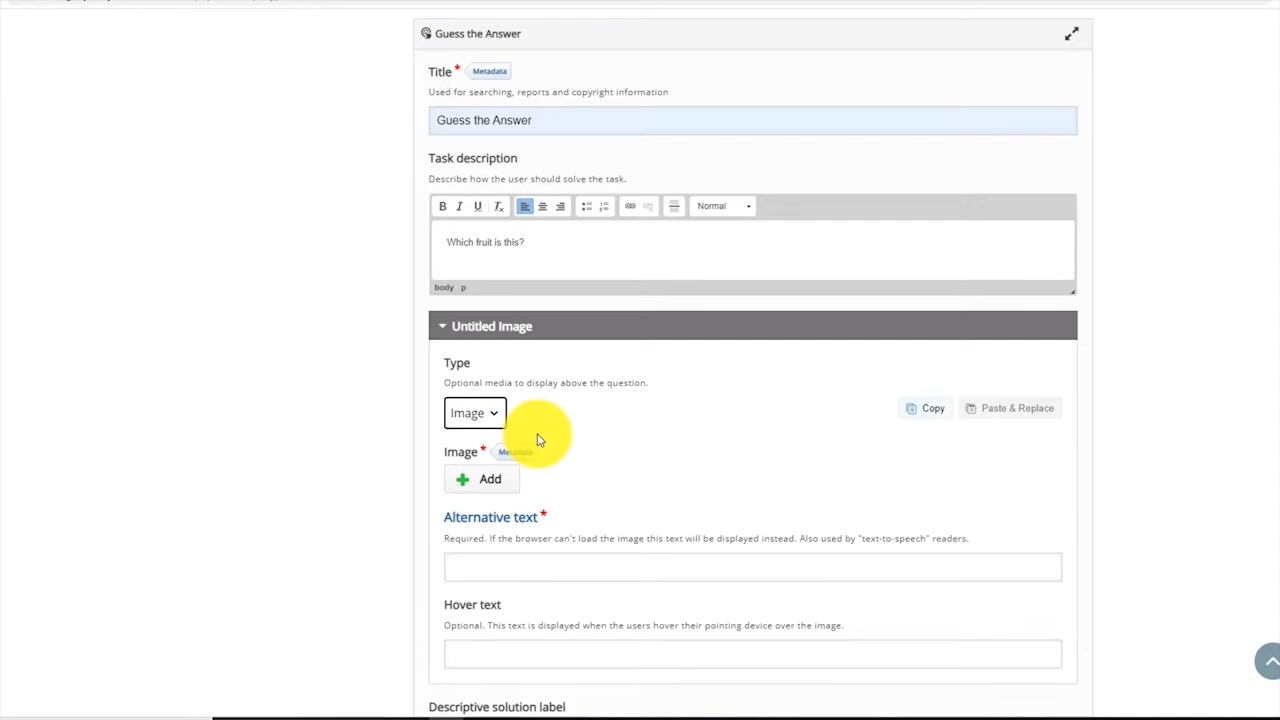 Guess the Answer
Title * Metadata
Used for searching, reports and copyright information
Guess the Answer
Task description
Describe how the user should solve the task.
B I U Tx Normal
Which fruit is this?
body p
Untitled Image
Type
Optional media to display above the question.
Image Copy Paste & Replace
Image * Metadata
Add
Alternative text *
Required. If the browser can't load the image this text will be displayed instead. Also used by "text-to-speech" readers.
Hover text
Optional. This text is displayed when the users hover their pointing device over the image.
Descriptive solution label